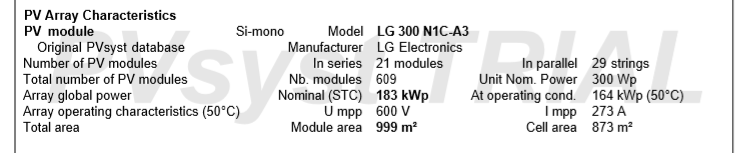 PV Array Characteristics
PV module Si-mono Model LG 300 N1C-A3
Original PVsyst database Manufacturer LG Electronics
Number of PV modules In series 21 modules In parallel 29 strings
Total number of PV modules Nb. modules 609 Unit Nom. Power 300 Wp
Array global power Nominal (STC) 183 kWp At operating cond. 164 kWp (50°C)
Array operating characteristics (50°C) U mpp 600 V I mpp 273 A
Total area Module area 999 m² Cell area 873 m²
PVsyst TRIAL